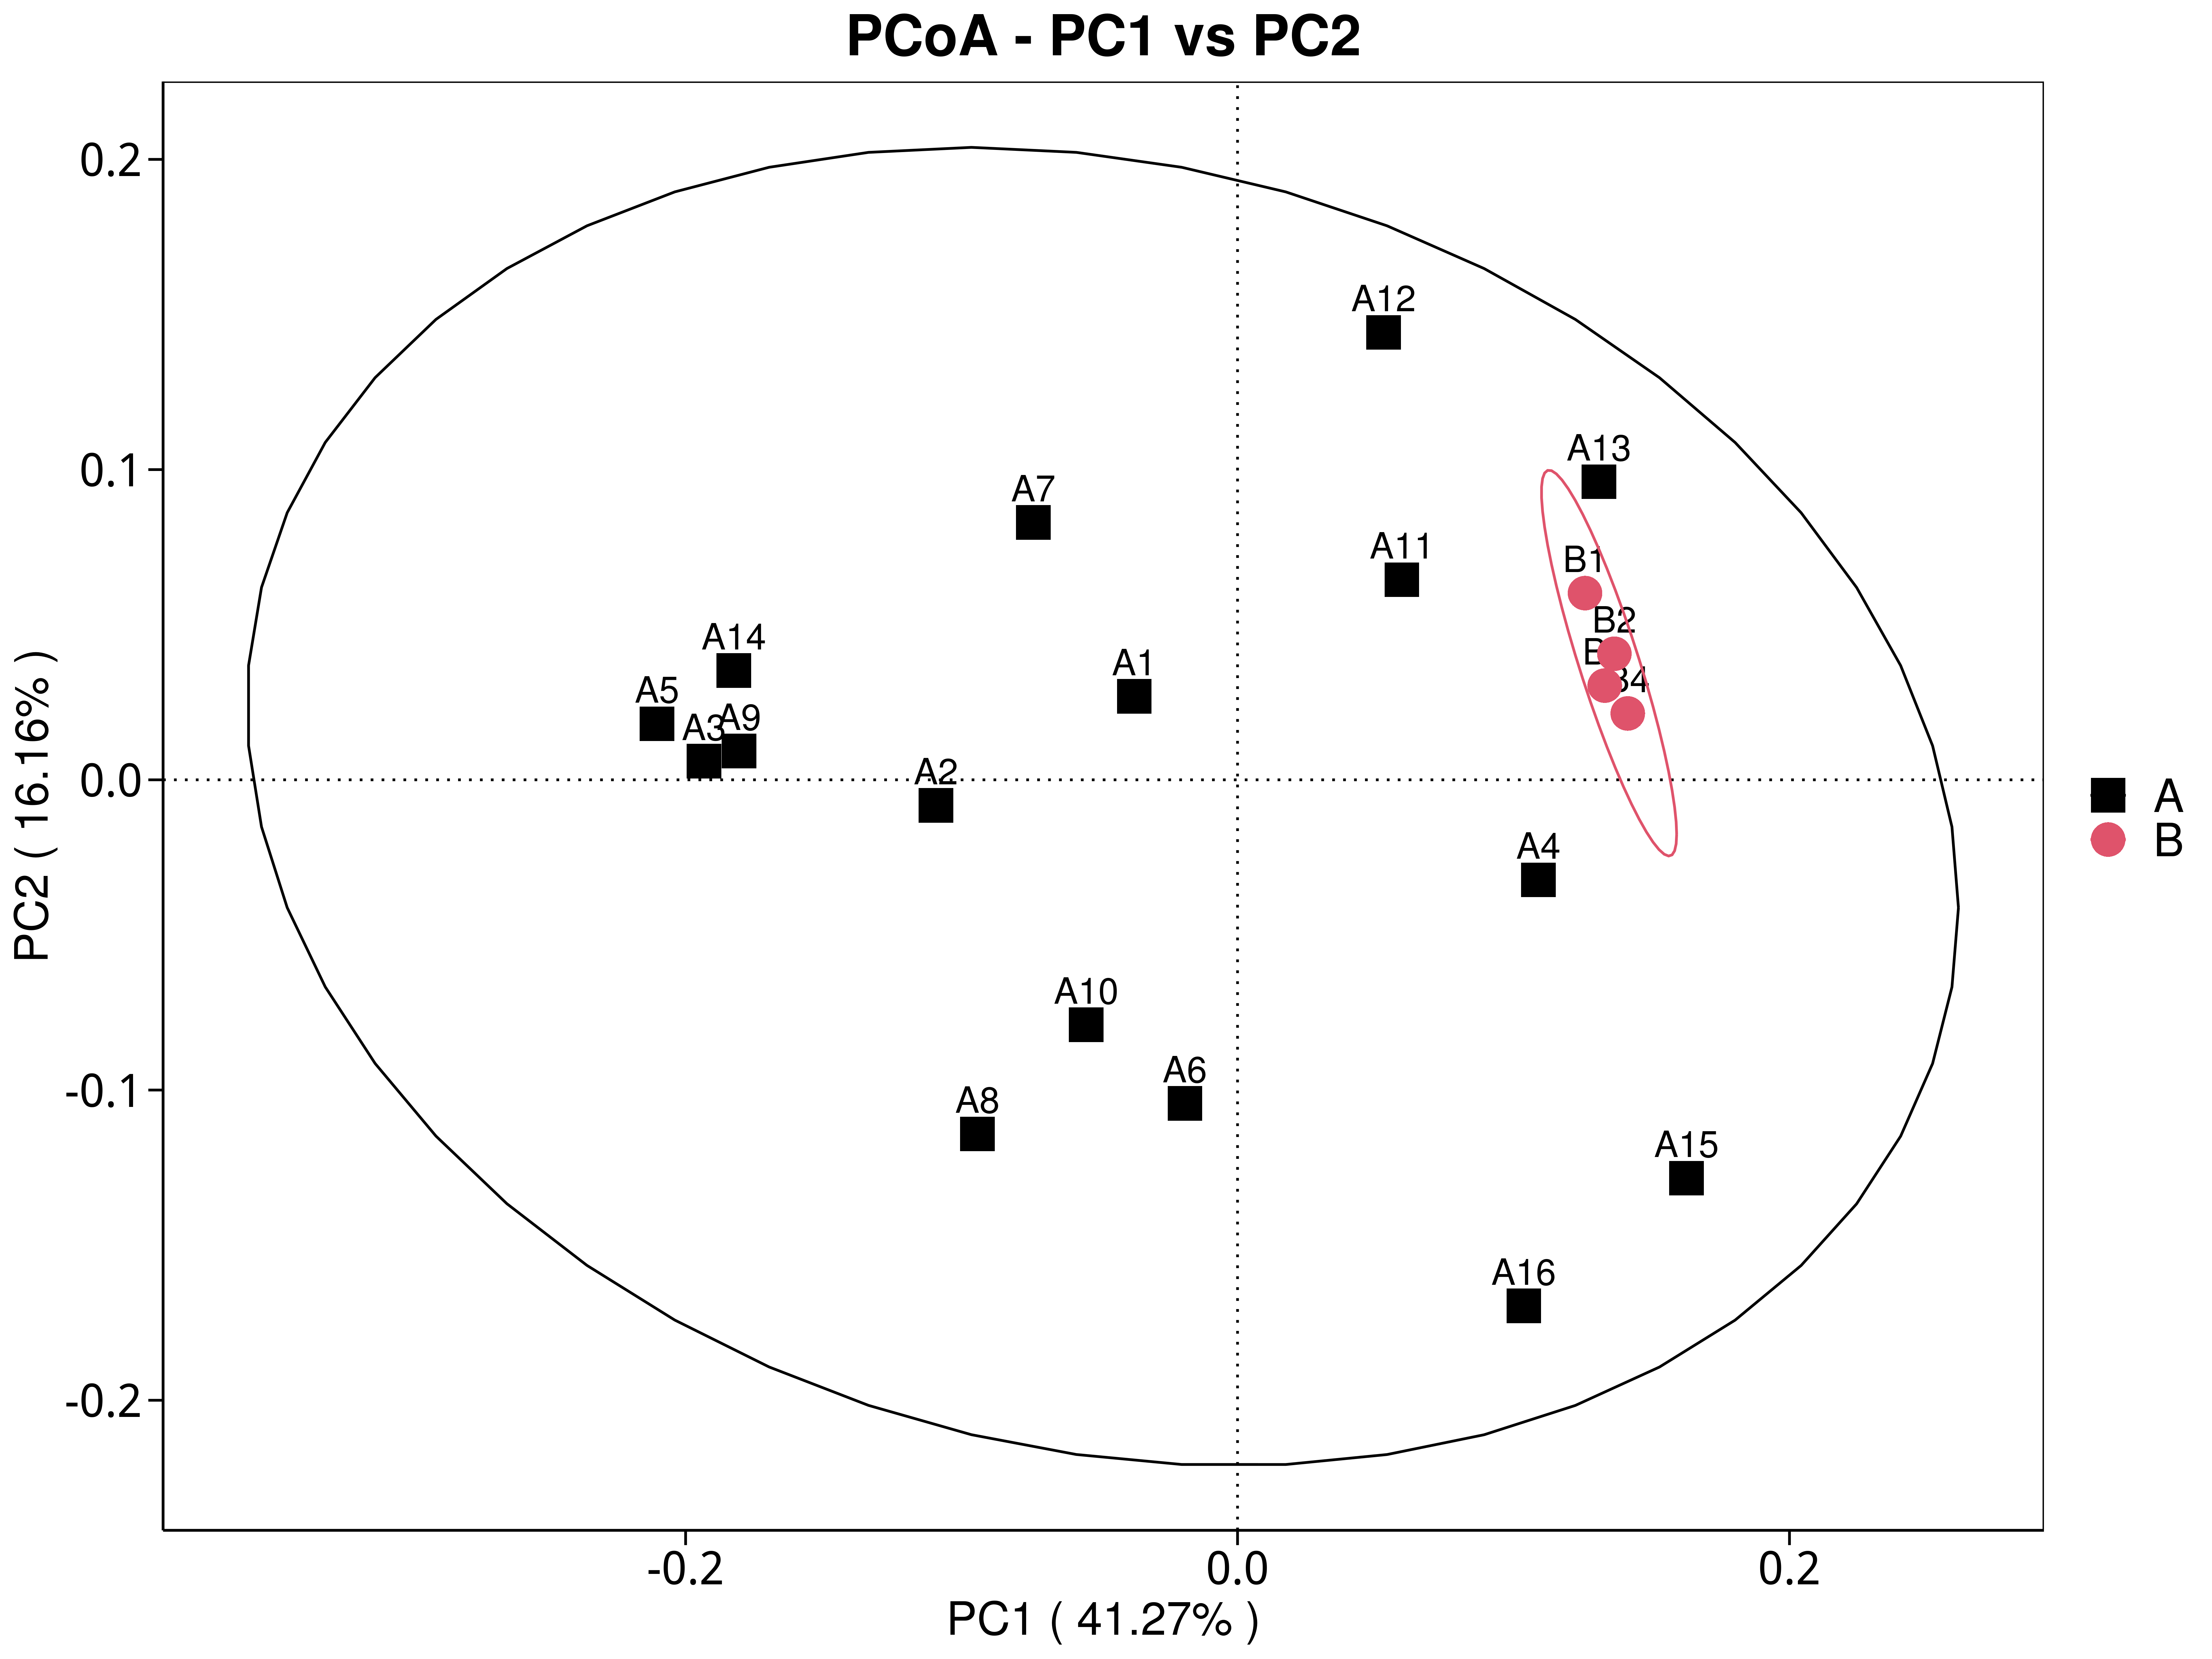 PCoA - PC1 vs PC2
0.2
0.1
0.0
-0.1
-0.2
PC2 ( 16.16% )
A12
A13
A7
A11
B1
B2
A14
A1
A5
A3
A9
A2
A4
A10
A6
A8
A15
A16
A
B
-0.2
0.0
0.2
PC1 ( 41.27% )